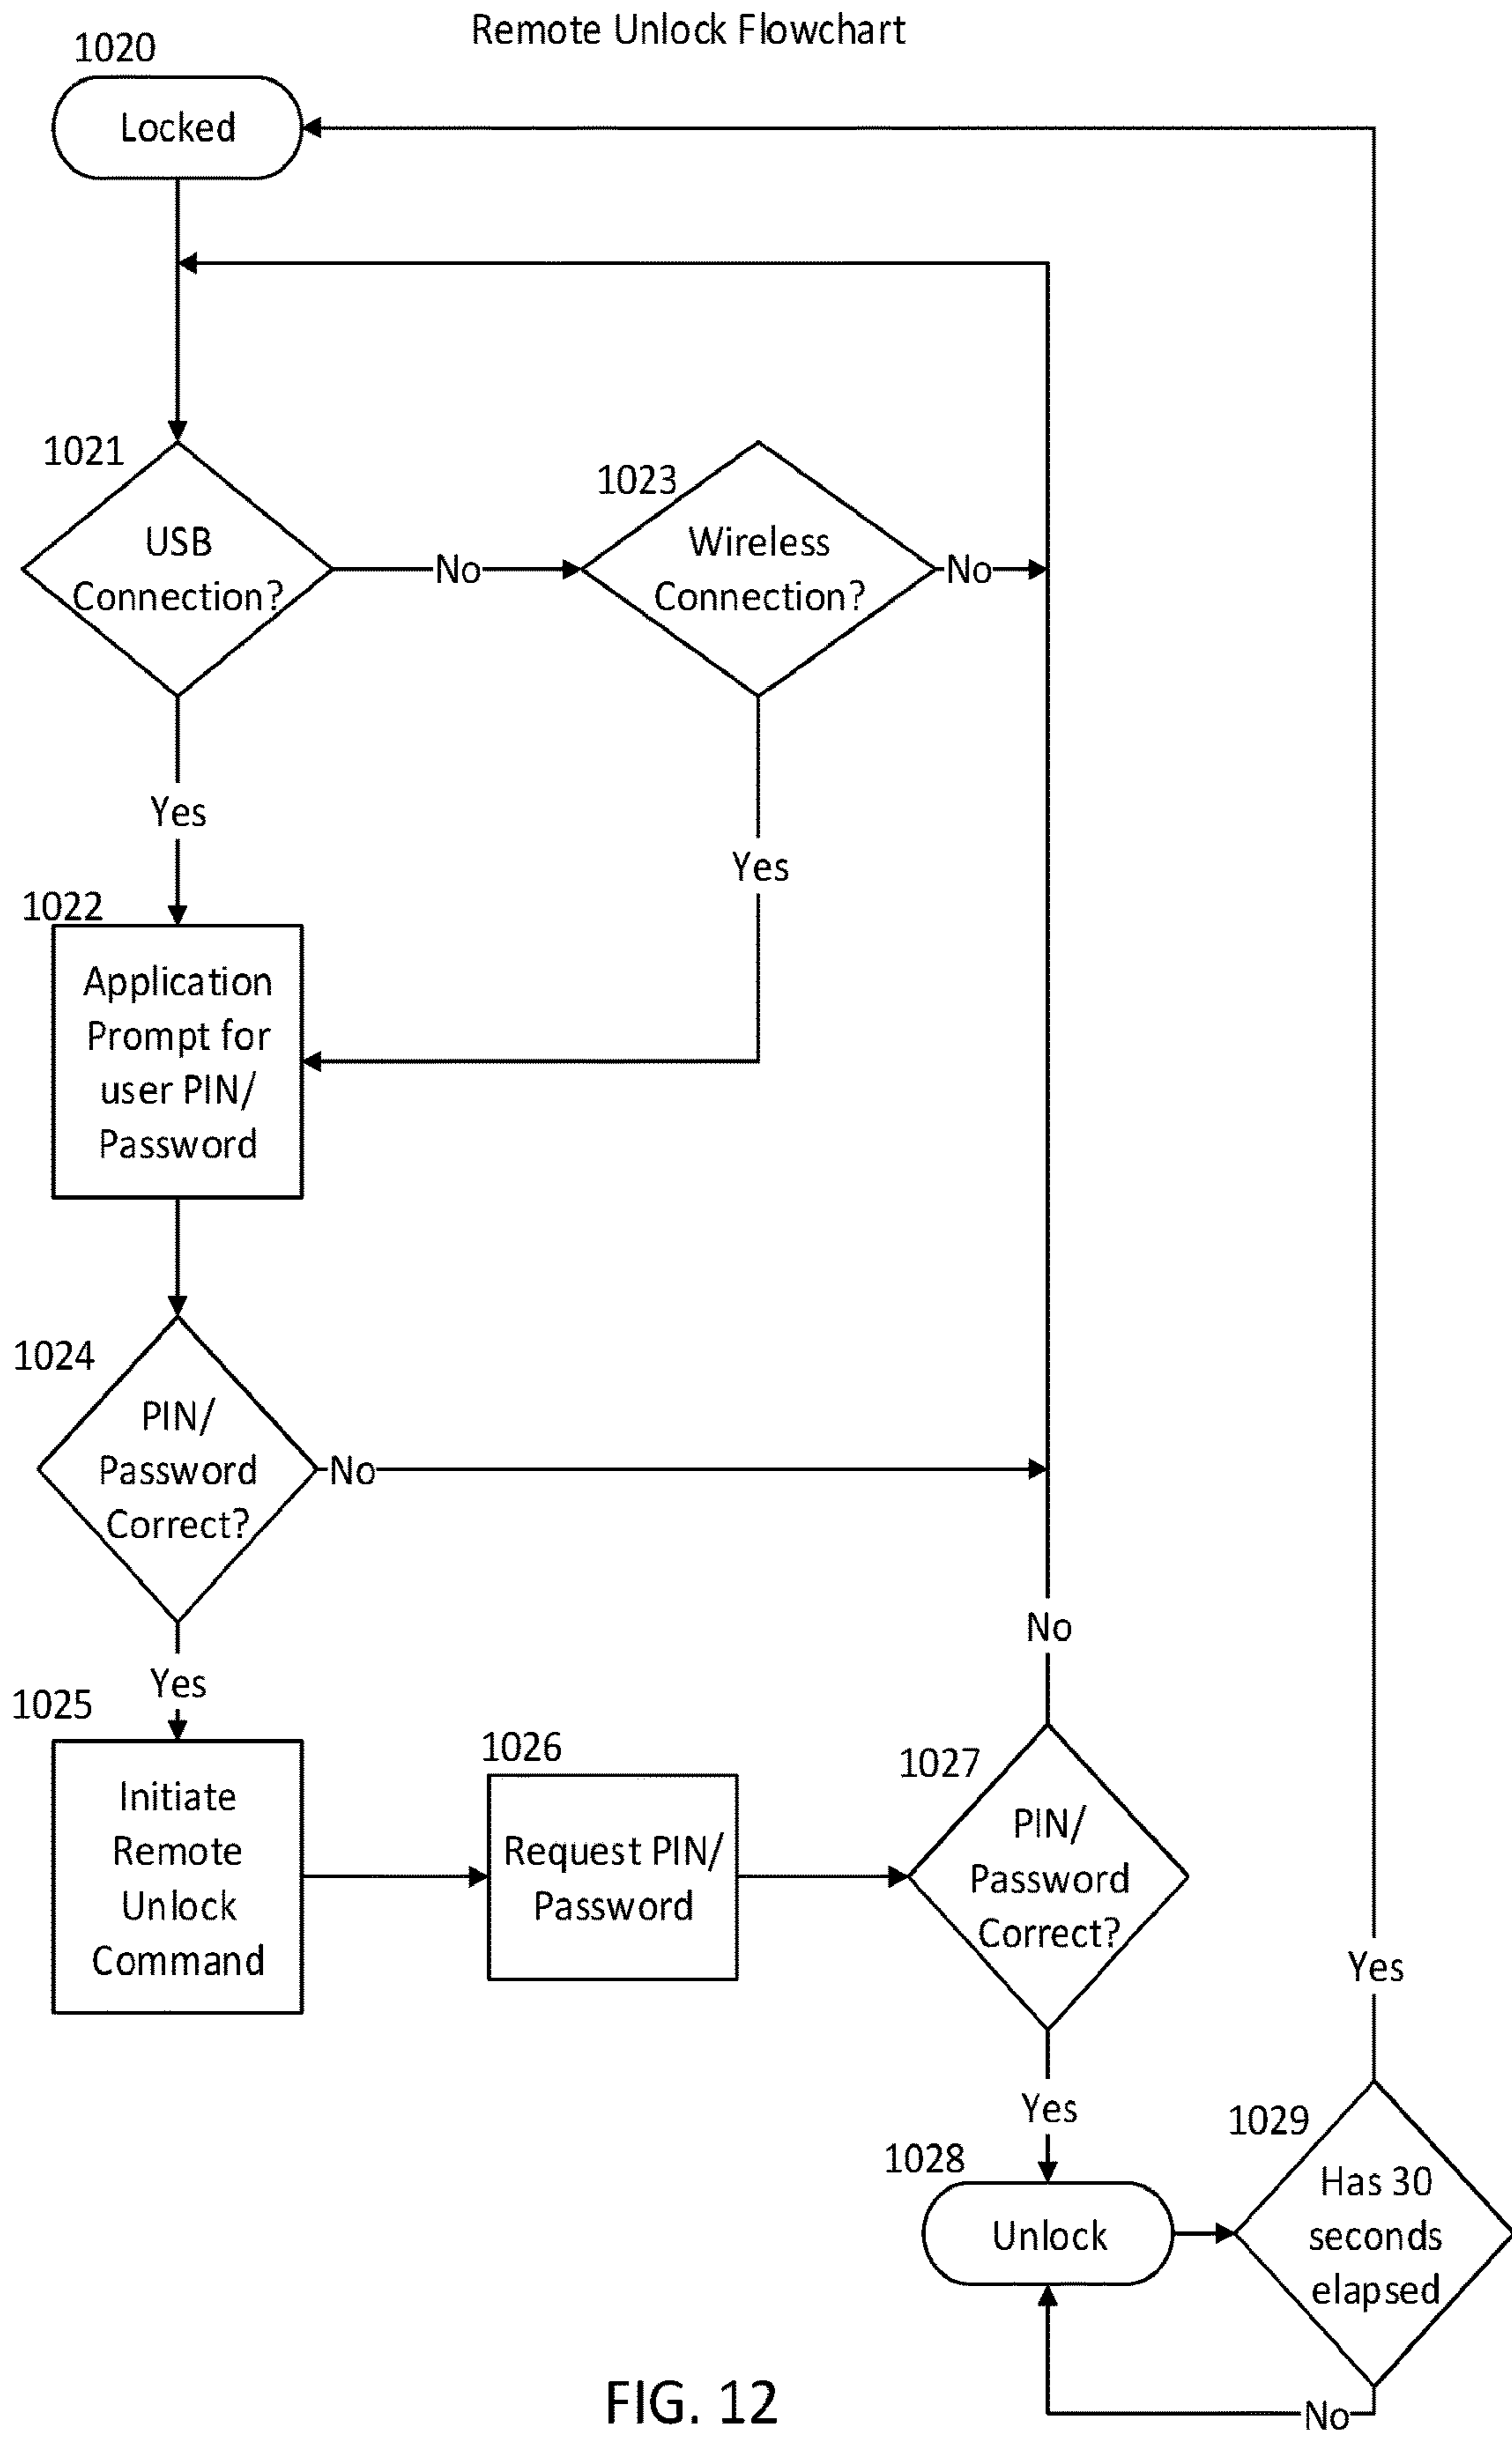 Remote Unlock Flowchart
1020
Locked
1021
USB
Connection?
No
1023
Wireless
Connection?
No
Yes
Yes
1022
Application
Prompt for
user PIN/
Password
1024
PIN/
Password
Correct?
No
Yes
1025
Initiate
Remote
Unlock
Command
1026
Request PIN/
Password
1027
PIN/
Password
Correct?
No
Yes
1028
Unlock
1029
Has 30
seconds
elapsed
Yes
No
FIG. 12